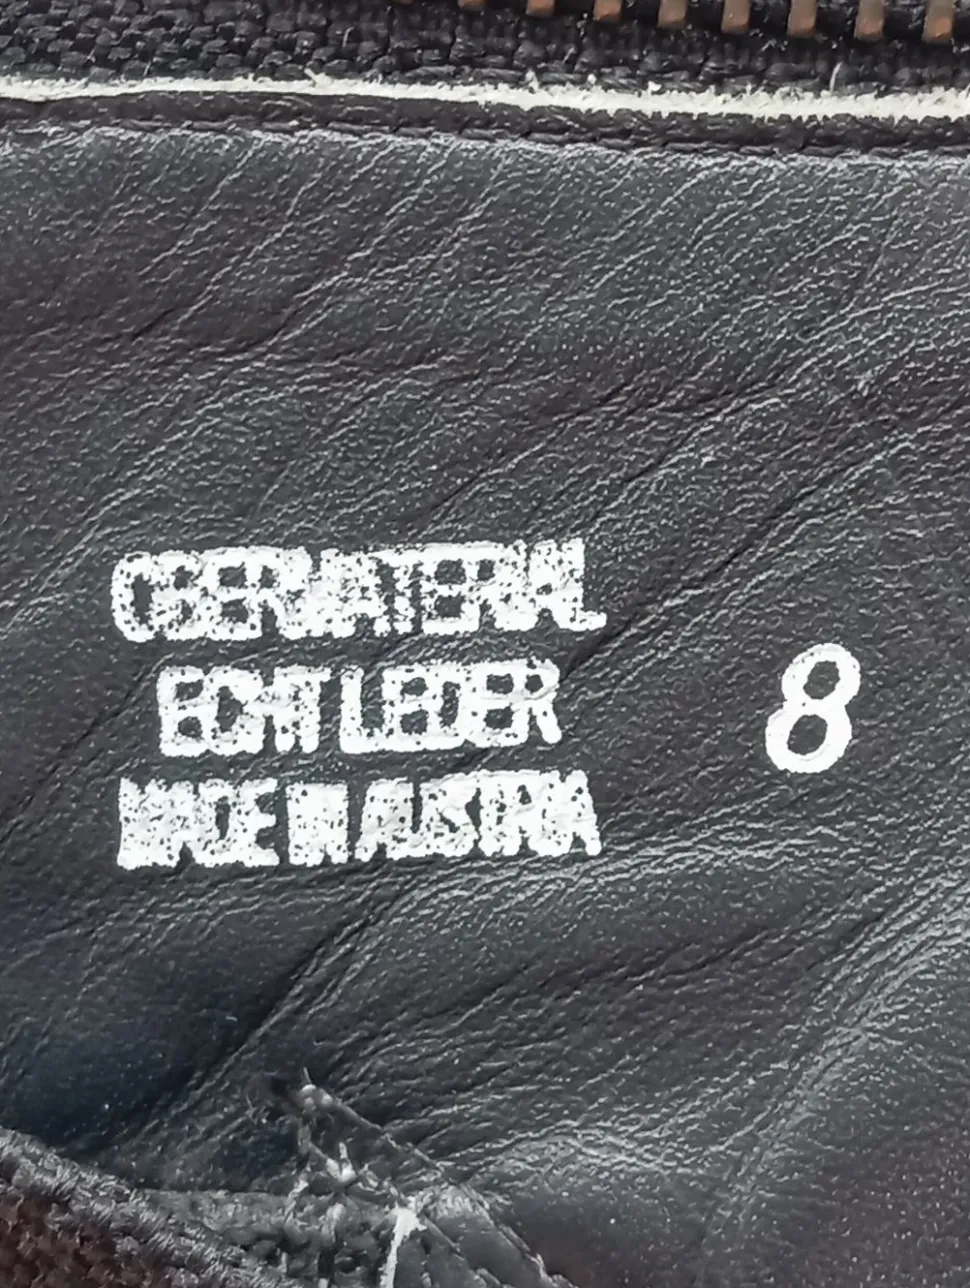 OBERMATERIAL
ECHT LEDER
MADE IN AUSTRIA
8